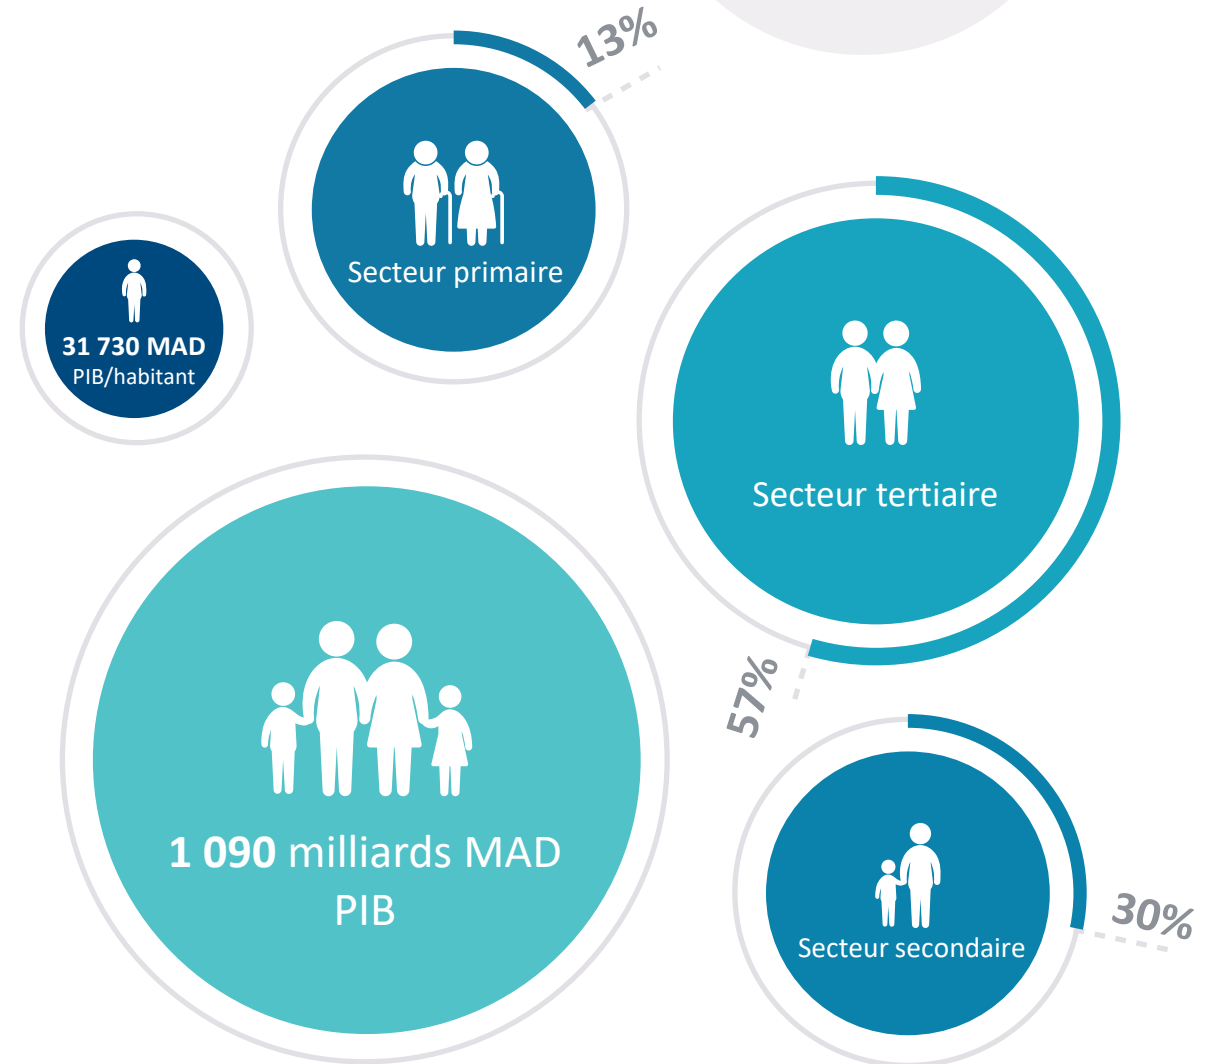 13%
Secteur primaire
31 730 MAD
PIB/habitant
Secteur tertiaire
57%
1 090 milliards MAD
PIB
30%
Secteur secondaire